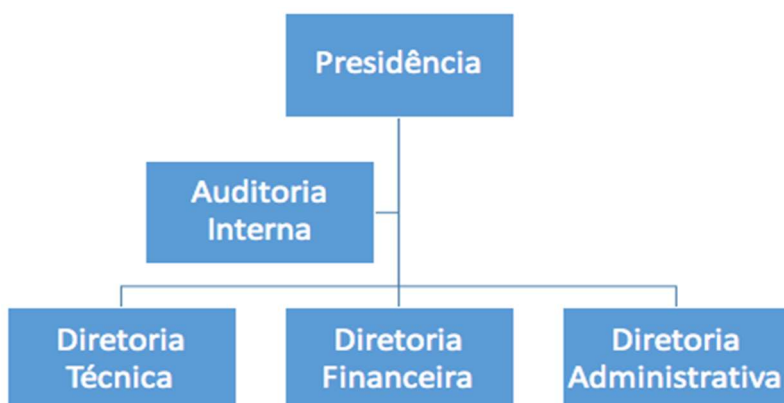 Presidência
Auditoria
Interna
Diretoria
Técnica
Diretoria
Financeira
Diretoria
Administrativa